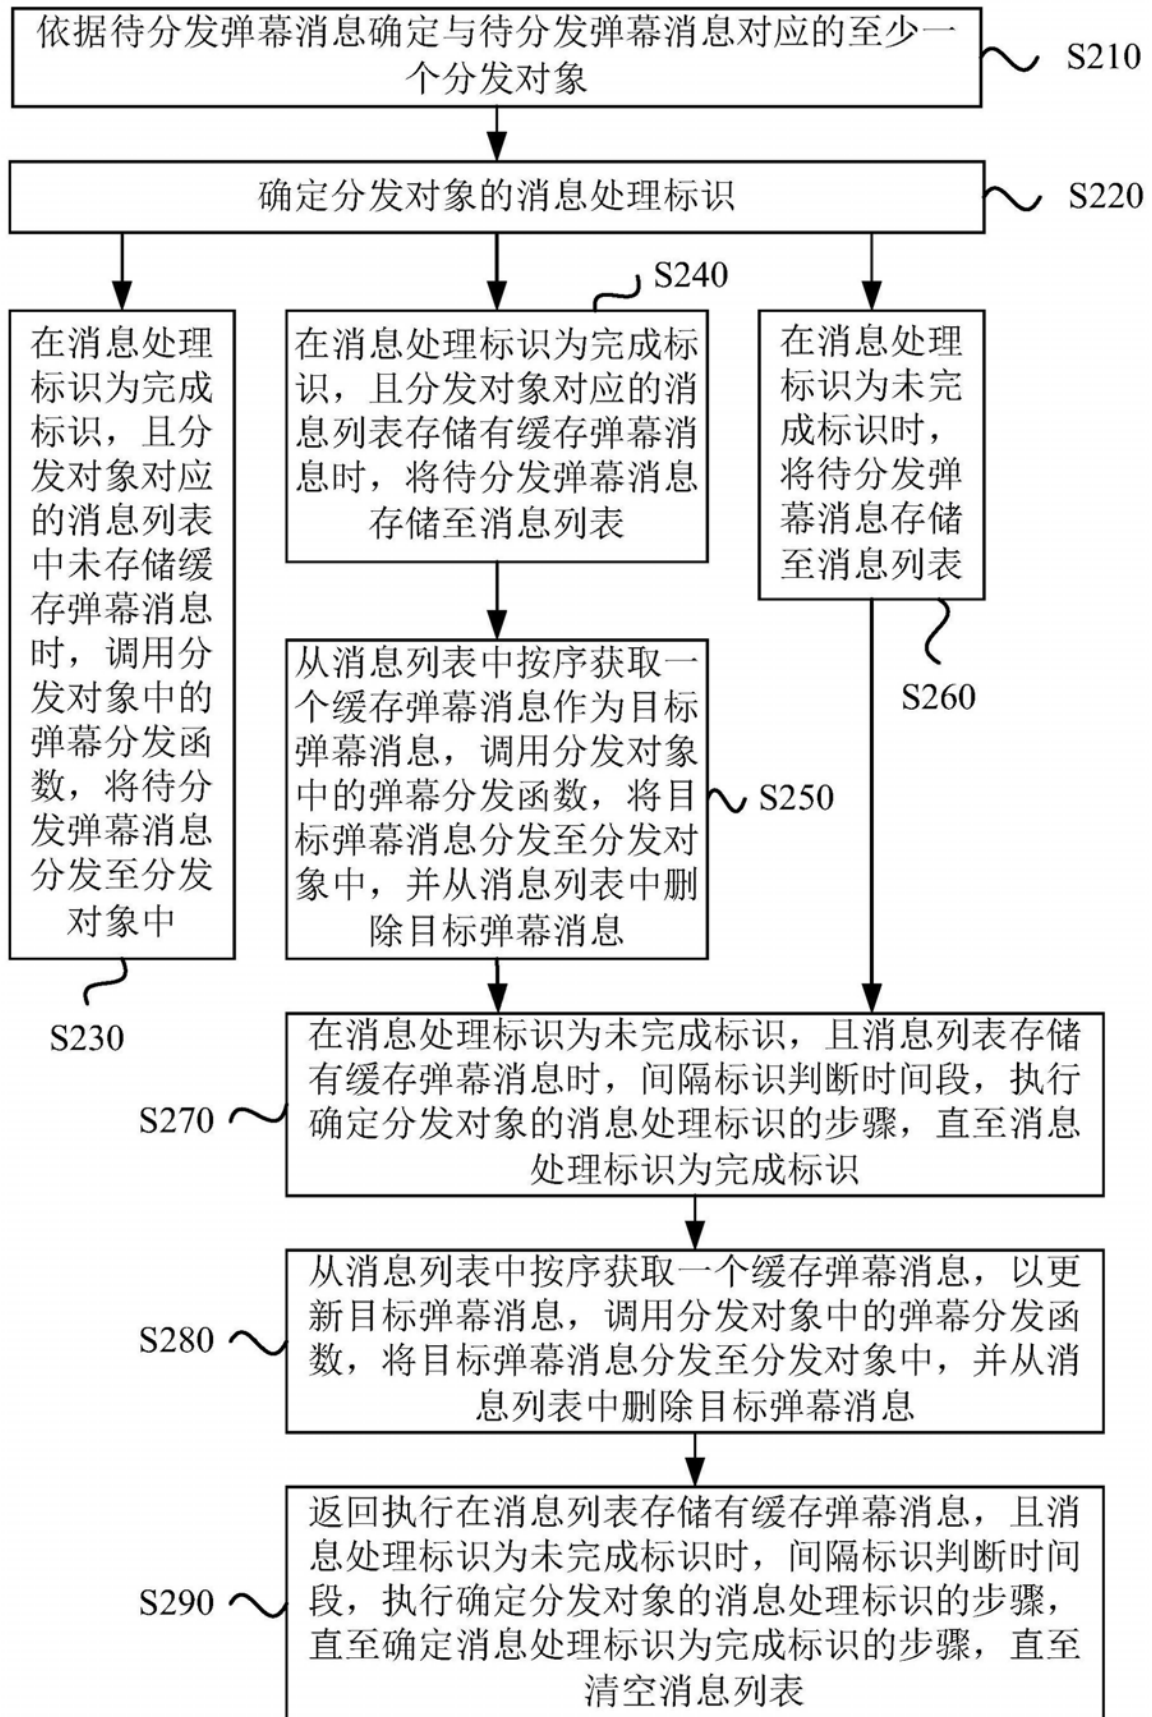 依据待分发弹幕消息确定与待分发弹幕消息对应的至少一
个分发对象
S210
确定分发对象的消息处理标识
S220
在消息处理
标识为完成
标识，且分
发对象对应
的消息列表
中未存储缓
存弹幕消息
时，调用分
发对象中的
弹幕分发函
数，将待分
发弹幕消息
分发至分发
对象中
S230
S240
在消息处理标识为完成标
识，且分发对象对应的消
息列表存储有缓存弹幕消
息时，将待分发弹幕消息
存储至消息列表
从消息列表中按序获取一
个缓存弹幕消息作为目标
弹幕消息，调用分发对象
中的弹幕分发函数，将目
标弹幕消息分发至分发对
象中，并从消息列表中删
除目标弹幕消息
S250
在消息处理
标识为未完
成标识时，
将待分发弹
幕消息存储
至消息列表
S260
在消息处理标识为未完成标识，且消息列表存储
有缓存弹幕消息时，间隔标识判断时间段，执行
确定分发对象的消息处理标识的步骤，直至消息
处理标识为完成标识
S270
从消息列表中按序获取一个缓存弹幕消息，以更
新目标弹幕消息，调用分发对象中的弹幕分发函
数，将目标弹幕消息分发至分发对象中，并从消
息列表中删除目标弹幕消息
S280
返回执行在消息列表存储有缓存弹幕消息，且消
息处理标识为未完成标识时，间隔标识判断时间
段，执行确定分发对象的消息处理标识的步骤，
直至确定消息处理标识为完成标识的步骤，直至
清空消息列表
S290